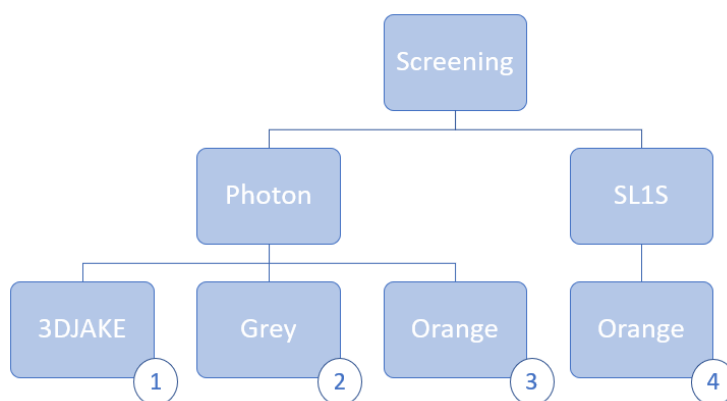 Screening
Photon
SL1S
3DJAKE
Grey
Orange
Orange
1
2
3
4